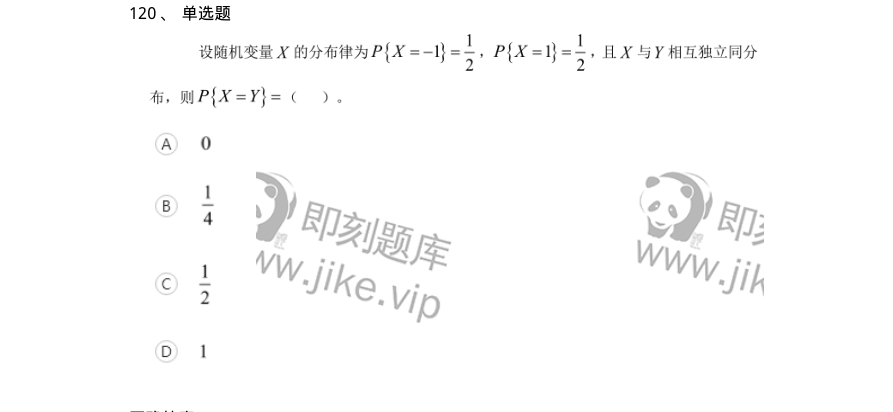 120 、 单选题
设随机变量 X 的分布律为 P{X = −1} = 1/2 ，P{X = 1} = 1/2 ，且 X 与 Y 相互独立同分
布，则 P{X = Y} = （ ）。
A 0
B 1/4
C 1/2
D 1
即刻题库
www.jike.vip
即刻
www.jik